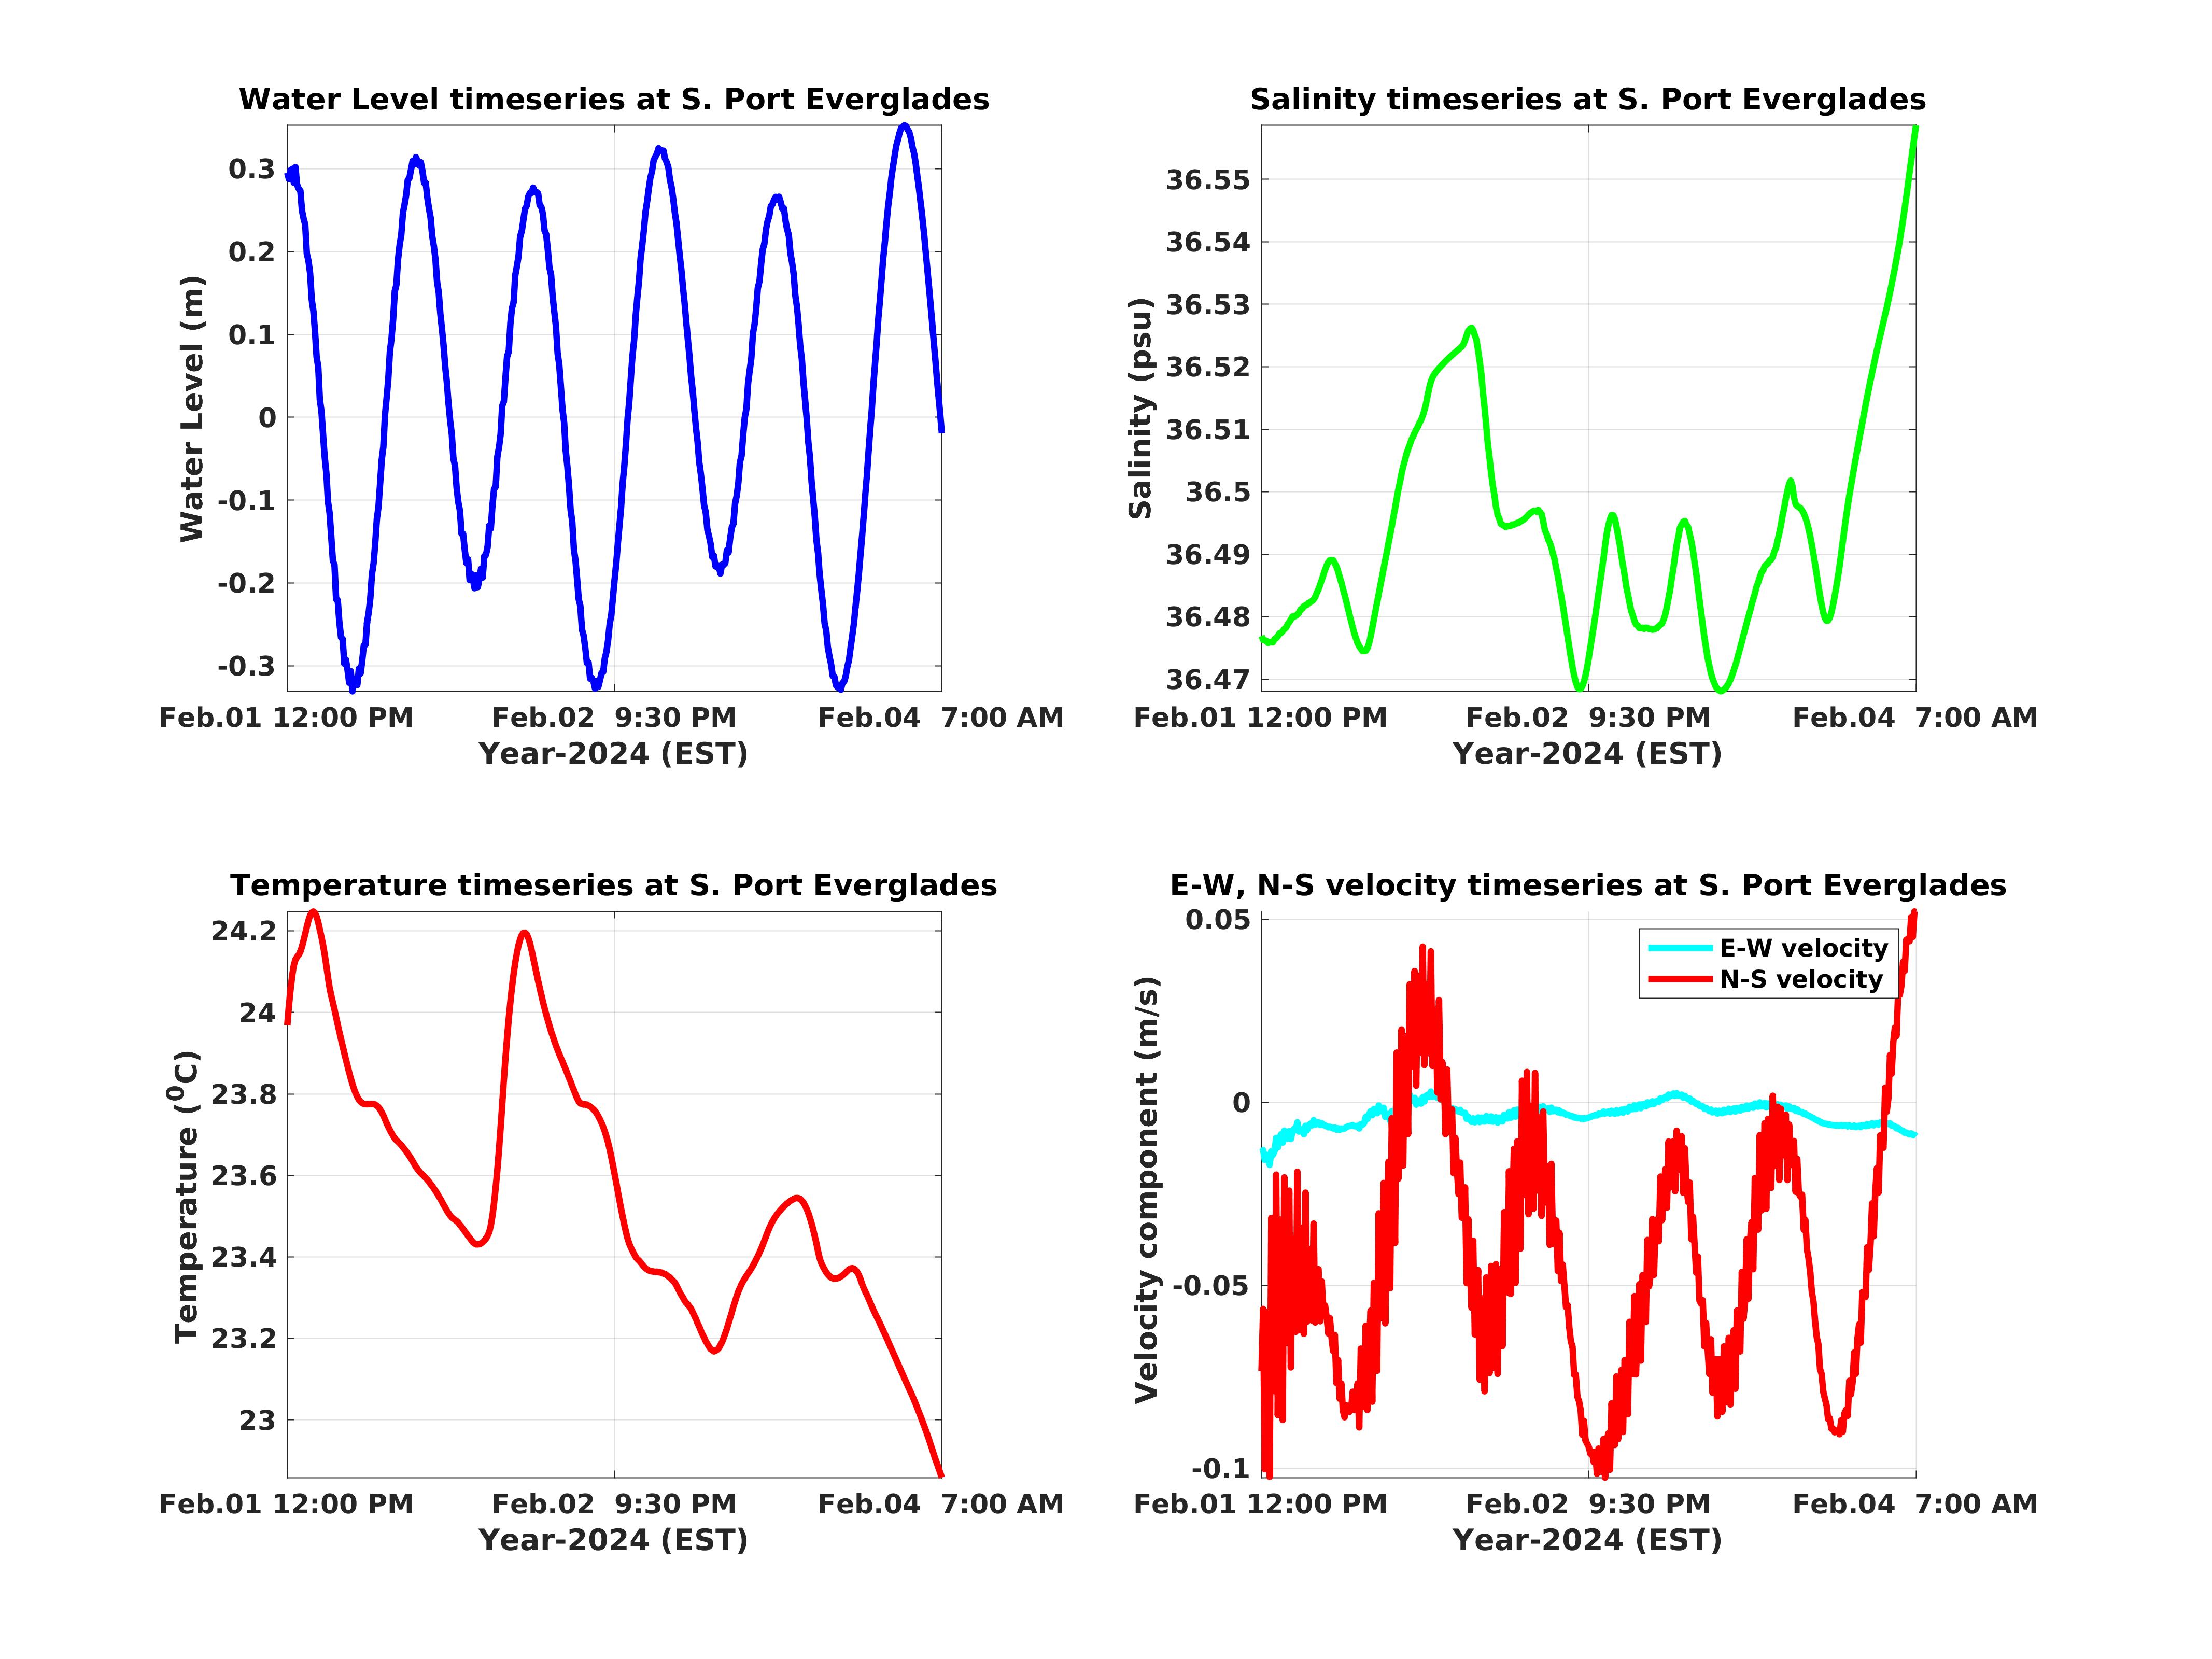 Water Level timeseries at S. Port Everglades
Water Level (m)
0.3
0.2
0.1
0
-0.1
-0.2
-0.3
Feb.01 12:00 PM Feb.02 9:30 PM Feb.04 7:00 AM
Year-2024 (EST)
Salinity timeseries at S. Port Everglades
Salinity (psu)
36.55
36.54
36.53
36.52
36.51
36.5
36.49
36.48
36.47
Feb.01 12:00 PM Feb.02 9:30 PM Feb.04 7:00 AM
Year-2024 (EST)
Temperature timeseries at S. Port Everglades
Temperature (⁰C)
24.2
24
23.8
23.6
23.4
23.2
23
Feb.01 12:00 PM Feb.02 9:30 PM Feb.04 7:00 AM
Year-2024 (EST)
E-W, N-S velocity timeseries at S. Port Everglades
Velocity component (m/s)
0.05
0
-0.05
-0.1
E-W velocity
N-S velocity
Feb.01 12:00 PM Feb.02 9:30 PM Feb.04 7:00 AM
Year-2024 (EST)